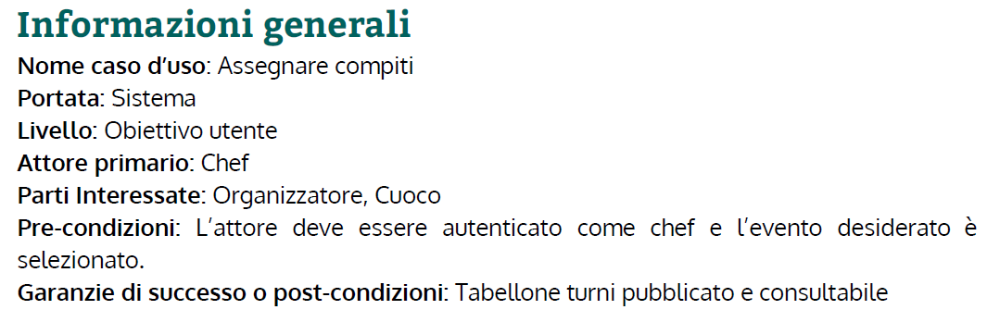 Informazioni generali
Nome caso d’uso: Assegnare compiti
Portata: Sistema
Livello: Obiettivo utente
Attore primario: Chef
Parti Interessate: Organizzatore, Cuoco
Pre-condizioni: L’attore deve essere autenticato come chef e l’evento desiderato è
selezionato.
Garanzie di successo o post-condizioni: Tabellone turni pubblicato e consultabile